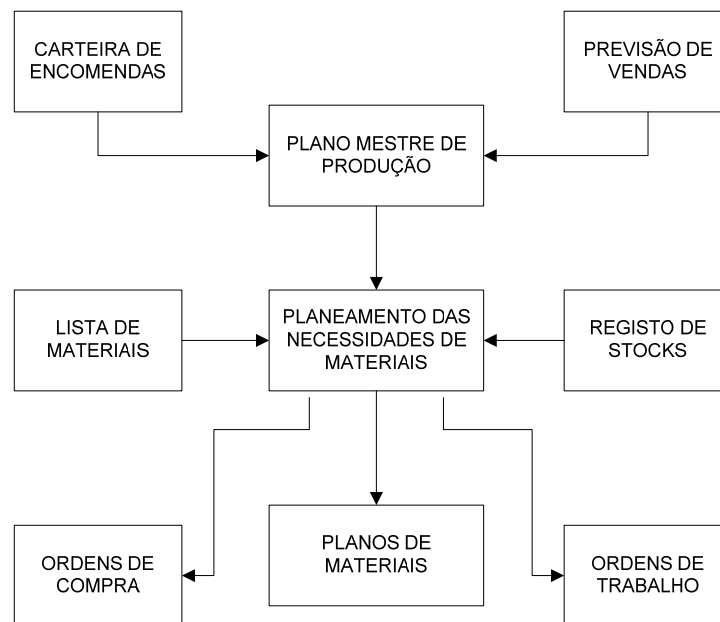 CARTEIRA DE
ENCOMENDAS
PREVISÃO DE
VENDAS
PLANO MESTRE DE
PRODUÇÃO
LISTA DE
MATERIAIS
PLANEAMENTO DAS
NECESSIDADES DE
MATERIAIS
REGISTO DE
STOCKS
ORDENS DE
COMPRA
PLANOS DE
MATERIAIS
ORDENS DE
TRABALHO